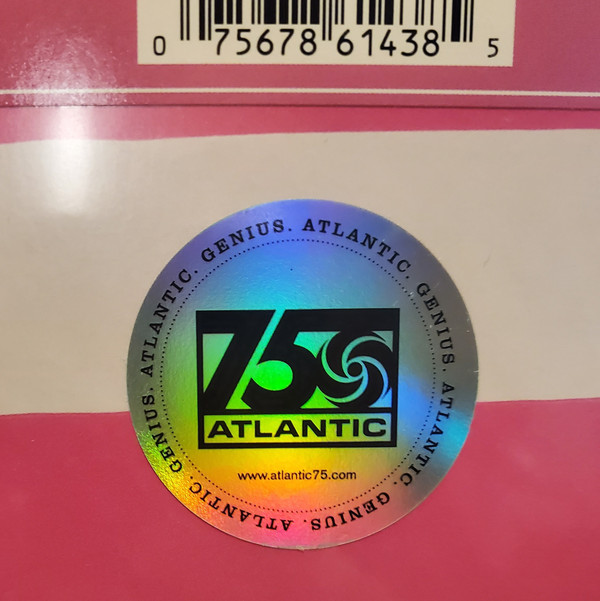 0 75678 61438 5
ATLANTIC. GENIUS. ATLANTIC. GENIUS. ATLANTIC. GENIUS. ATLANTIC. GENIUS.
75
ATLANTIC
www.atlantic75.com